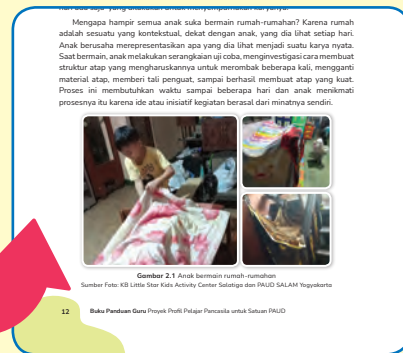 Mengapa hampir semua anak suka bermain rumah-rumahan? Karena rumah
adalah sesuatu yang kontekstual, dekat dengan anak, yang dia lihat setiap hari.
Anak berusaha merepresentasikan apa yang dia lihat menjadi suatu karya nyata.
Saat bermain, anak melakukan serangkaian uji coba, menginvestigasi cara membuat
struktur atap yang mengharuskannya untuk merombak beberapa kali, mengganti
material atap, memberi tali penguat, sampai berhasil membuat atap yang kuat.
Proses ini membutuhkan waktu sampai beberapa hari dan anak menikmati
prosesnya itu karena ide atau inisiatif kegiatan berasal dari minatnya sendiri.
Gambar 2.1 Anak bermain rumah-rumahan
Sumber Foto: KB Little Star Kids Activity Center Salatiga dan PAUD SALAM Yogyakarta
12 Buku Panduan Guru Proyek Profil Pelajar Pancasila untuk Satuan PAUD